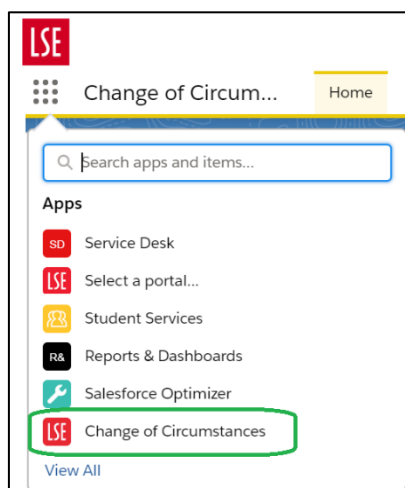 LSE
Change of Circum... Home
Search apps and items...
Apps
SD Service Desk
LSE Select a portal...
Student Services
R& Reports & Dashboards
Salesforce Optimizer
LSE Change of Circumstances
View All